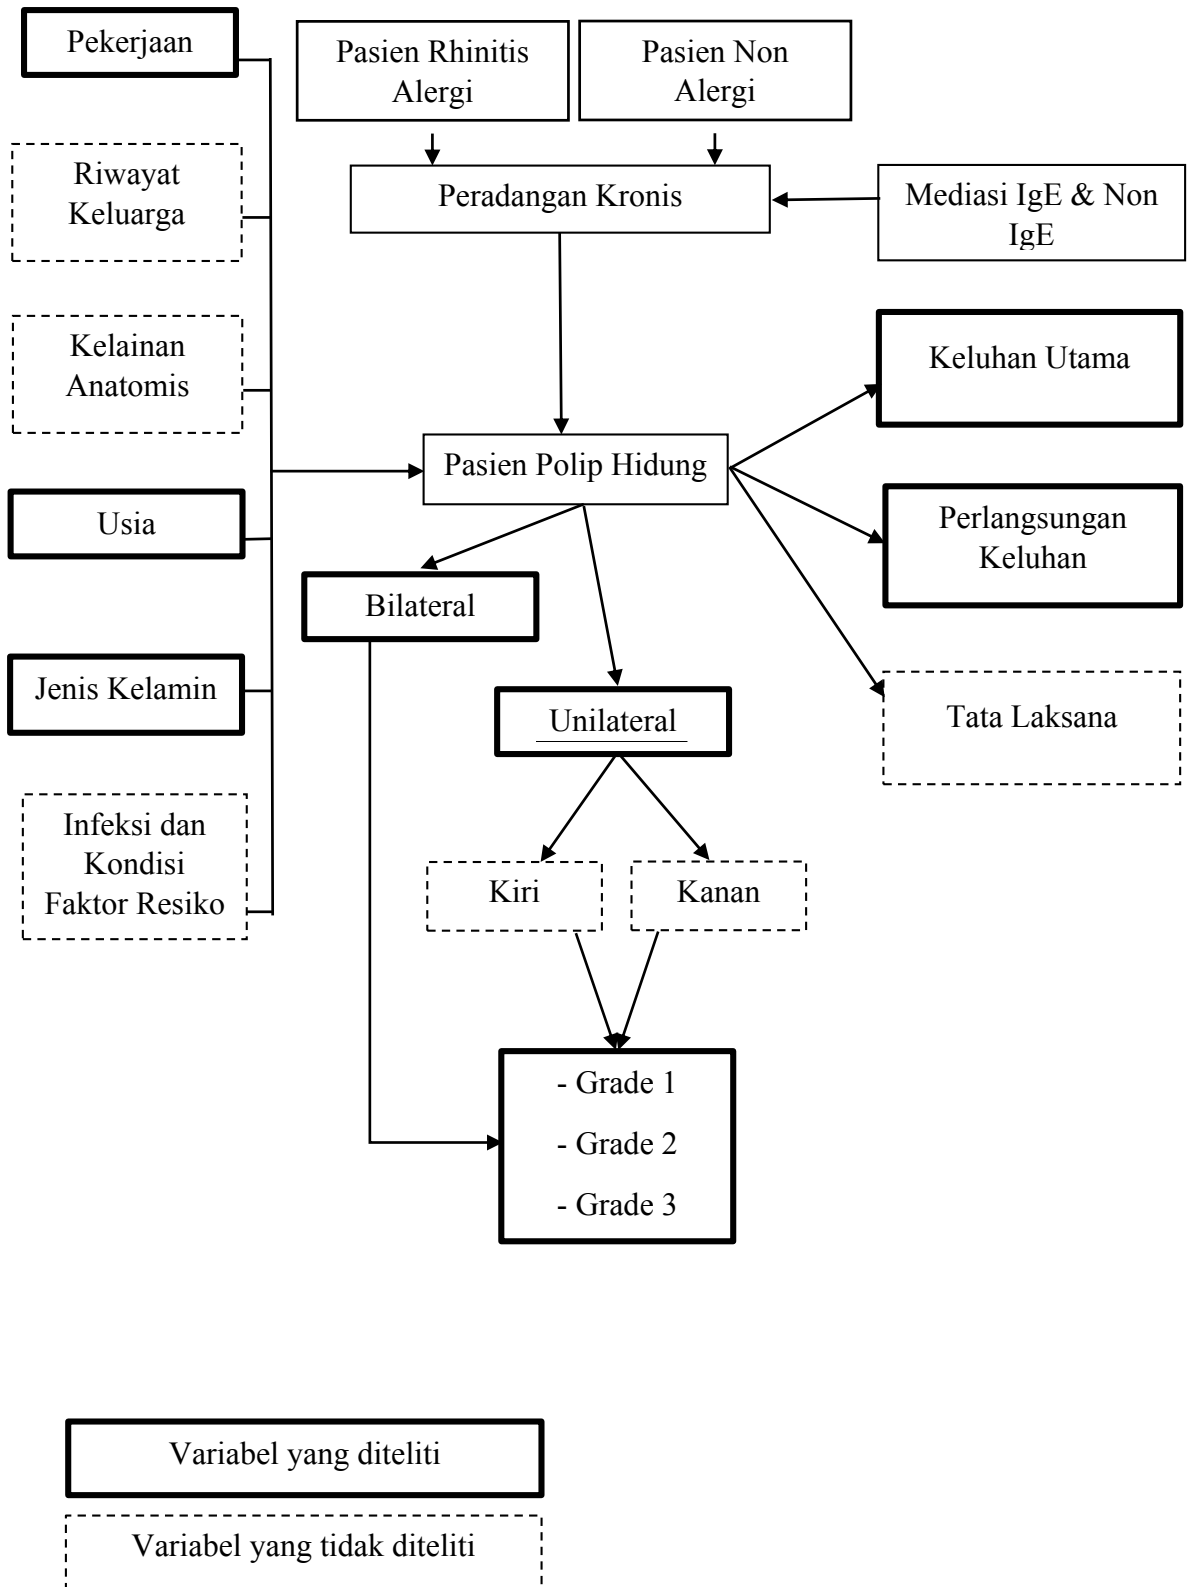 Pekerjaan
Pasien Rhinitis
Alergi
Pasien Non
Alergi
Riwayat
Keluarga
Peradangan Kronis
Mediasi IgE & Non
IgE
Kelainan
Anatomis
Keluhan Utama
Pasien Polip Hidung
Usia
Perlangsungan
Keluhan
Bilateral
Jenis Kelamin
Unilateral
Tata Laksana
Infeksi dan
Kondisi
Faktor Resiko
Kiri
Kanan
- Grade 1
- Grade 2
- Grade 3
Variabel yang diteliti
Variabel yang tidak diteliti